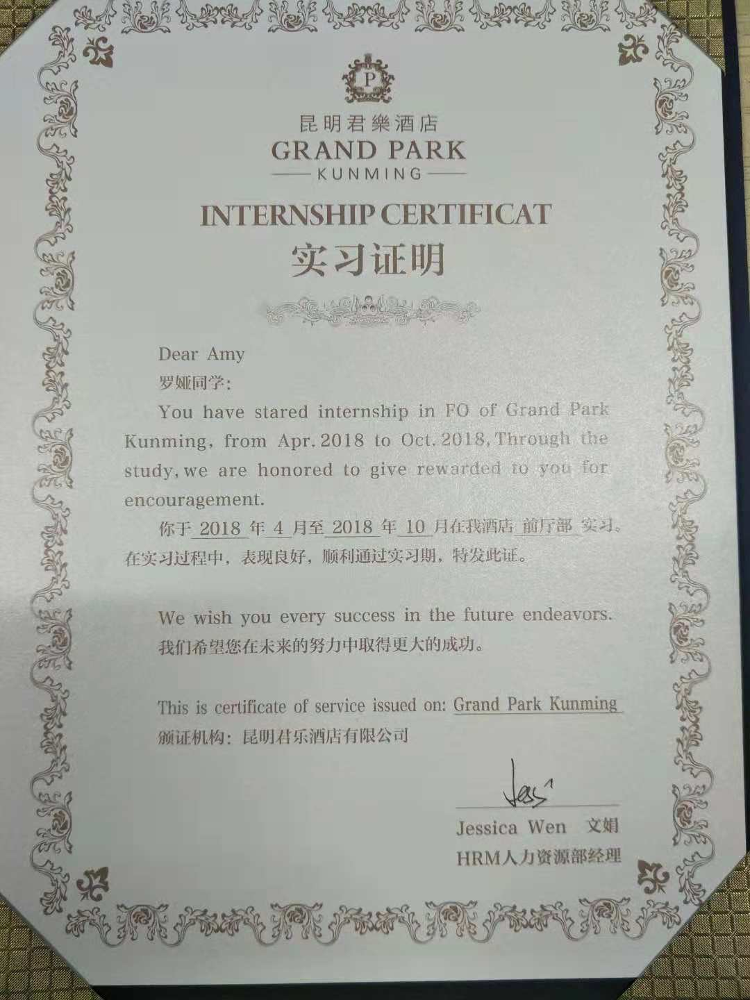 P
昆明君樂酒店
GRAND PARK
KUNMING
INTERNSHIP CERTIFICAT
实习证明
Dear Amy
罗娅同学：
You have stared internship in FO of Grand Park
Kunming, from Apr. 2018 to Oct. 2018, Through the
study, we are honored to give rewarded to you for
encouragement.
你于 2018 年 4 月至 2018 年 10 月在我酒店 前厅部 实习。
在实习过程中，表现良好，顺利通过实习期，特发此证。
We wish you every success in the future endeavors.
我们希望您在未来的努力中取得更大的成功。
This is certificate of service issued on: Grand Park Kunming
颁证机构：昆明君乐酒店有限公司
Jess
Jessica Wen 文娟
HRM人力资源部经理